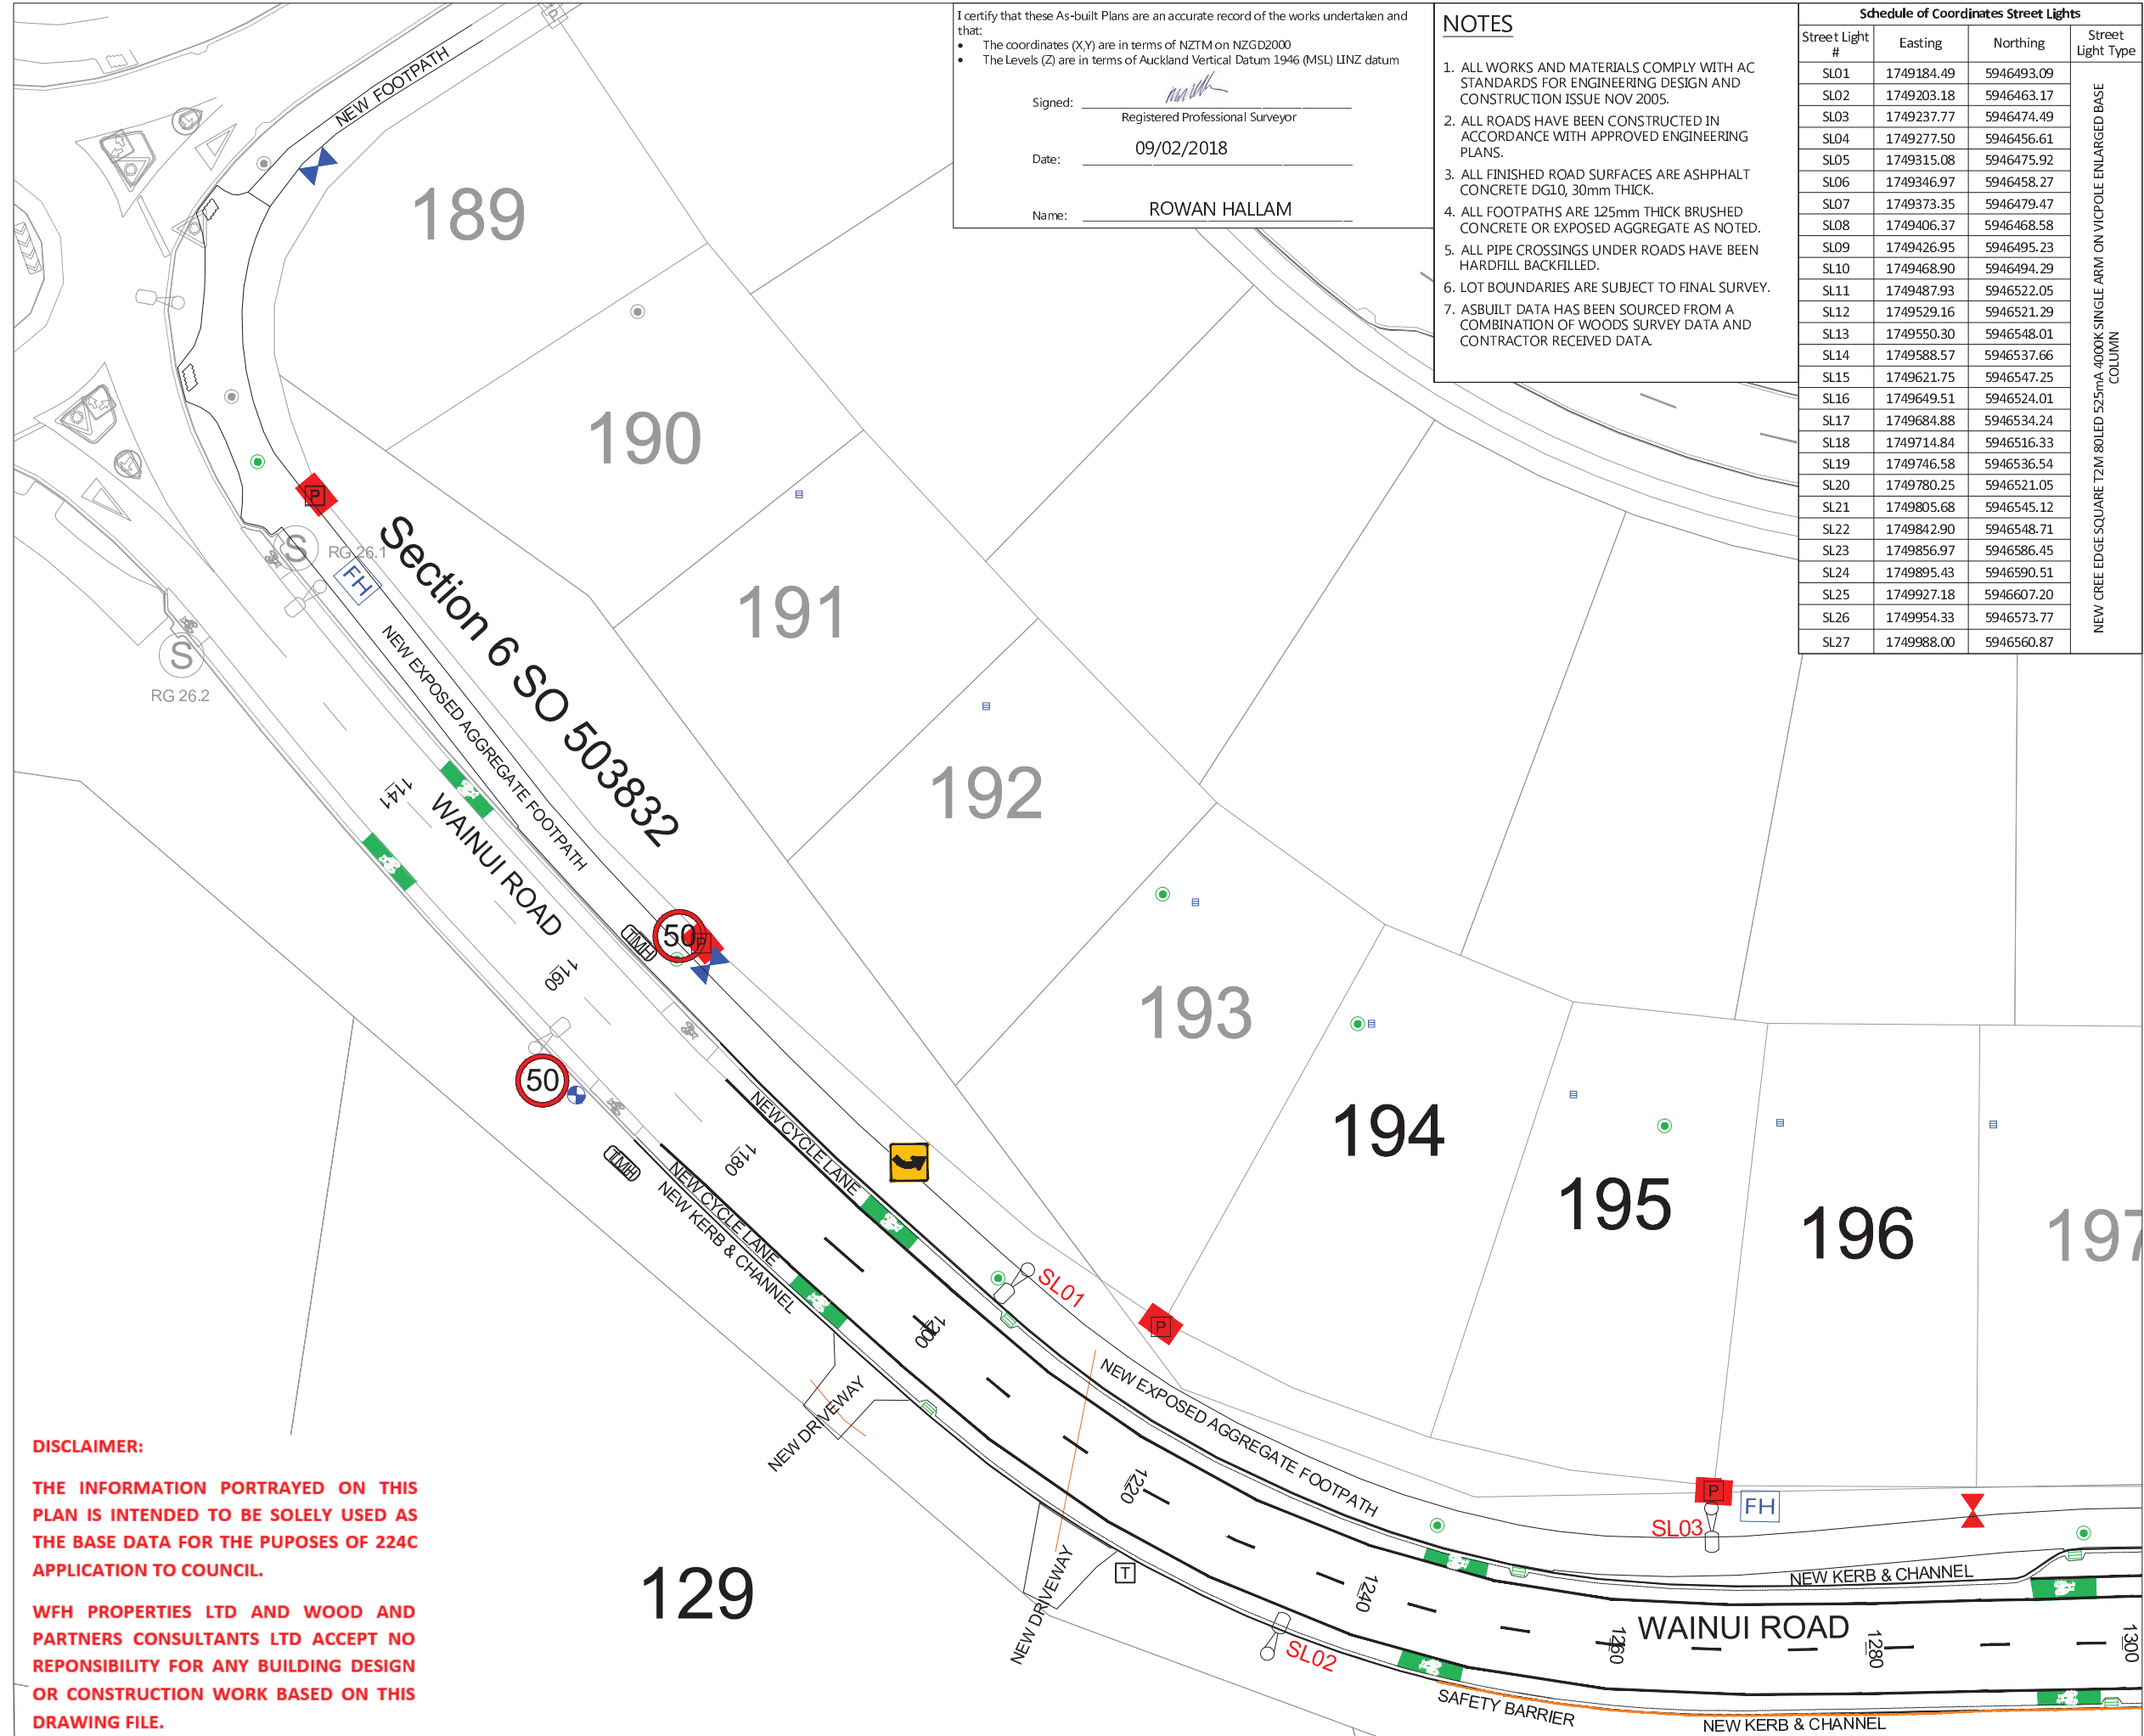 I certify that these As-built Plans are an accurate record of the works undertaken and
that:
• The coordinates (X,Y) are in terms of NZTM on NZGD2000
• The Levels (Z) are in terms of Auckland Vertical Datum 1946 (MSL) LINZ datum
Signed:
Registered Professional Surveyor
Date: 09/02/2018
Name: ROWAN HALLAM
NOTES
1. ALL WORKS AND MATERIALS COMPLY WITH AC
STANDARDS FOR ENGINEERING DESIGN AND
CONSTRUCTION ISSUE NOV 2005.
2. ALL ROADS HAVE BEEN CONSTRUCTED IN
ACCORDANCE WITH APPROVED ENGINEERING
PLANS.
3. ALL FINISHED ROAD SURFACES ARE ASHPHALT
CONCRETE DG10, 30mm THICK.
4. ALL FOOTPATHS ARE 125mm THICK BRUSHED
CONCRETE OR EXPOSED AGGREGATE AS NOTED.
5. ALL PIPE CROSSINGS UNDER ROADS HAVE BEEN
HARDFILL BACKFILLED.
6. LOT BOUNDARIES ARE SUBJECT TO FINAL SURVEY.
7. ASBUILT DATA HAS BEEN SOURCED FROM A
COMBINATION OF WOODS SURVEY DATA AND
CONTRACTOR RECEIVED DATA.
Schedule of Coordinates Street Lights
Street Light # Easting Northing Street Light Type
SL01 1749184.49 5946493.09
SL02 1749203.18 5946463.17
SL03 1749237.77 5946474.49
SL04 1749277.50 5946456.61
SL05 1749315.08 5946475.92
SL06 1749346.97 5946458.27
SL07 1749373.35 5946479.47
SL08 1749406.37 5946468.58
SL09 1749426.95 5946495.23
SL10 1749468.90 5946494.29
SL11 1749487.93 5946522.05
SL12 1749529.16 5946521.29
SL13 1749550.30 5946548.01
SL14 1749588.57 5946537.66
SL15 1749621.75 5946547.25
SL16 1749649.51 5946524.01
SL17 1749684.88 5946534.24
SL18 1749714.84 5946516.33
SL19 1749746.58 5946536.54
SL20 1749780.25 5946521.05
SL21 1749805.68 5946545.12
SL22 1749842.90 5946548.71
SL23 1749856.97 5946586.45
SL24 1749895.43 5946590.51
SL25 1749927.18 5946607.20
SL26 1749954.33 5946573.77
SL27 1749988.00 5946560.87
NEW CREE EDGE SQUARE T2M 80LED 525mA 4000K SINGLE ARM ON VICPOLE ENLARGED BASE
COLUMN
P
NEW FOOTPATH
189
190
P
S
RG 26.1
FH
Section 6 SO 503832
191
S
RG 26.2
NEW EXPOSED AGGREGATE FOOTPATH
192
1141
WAINUI ROAD
TMH
50
P
1160
193
50
194
NEW CYCLE LANE
1180
TMH
NEW CYCLE LANE
NEW KERB & CHANNEL
195
196
197
SL01
P
1200
NEW EXPOSED AGGREGATE FOOTPATH
NEW DRIVEWAY
1220
P
FH
SL03
129
NEW DRIVEWAY
T
1240
NEW KERB & CHANNEL
WAINUI ROAD
1260
1280
1300
SL02
SAFETY BARRIER
NEW KERB & CHANNEL
DISCLAIMER:
THE INFORMATION PORTRAYED ON THIS
PLAN IS INTENDED TO BE SOLELY USED AS
THE BASE DATA FOR THE PUPOSES OF 224C
APPLICATION TO COUNCIL.
WFH PROPERTIES LTD AND WOOD AND
PARTNERS CONSULTANTS LTD ACCEPT NO
REPONSIBILITY FOR ANY BUILDING DESIGN
OR CONSTRUCTION WORK BASED ON THIS
DRAWING FILE.